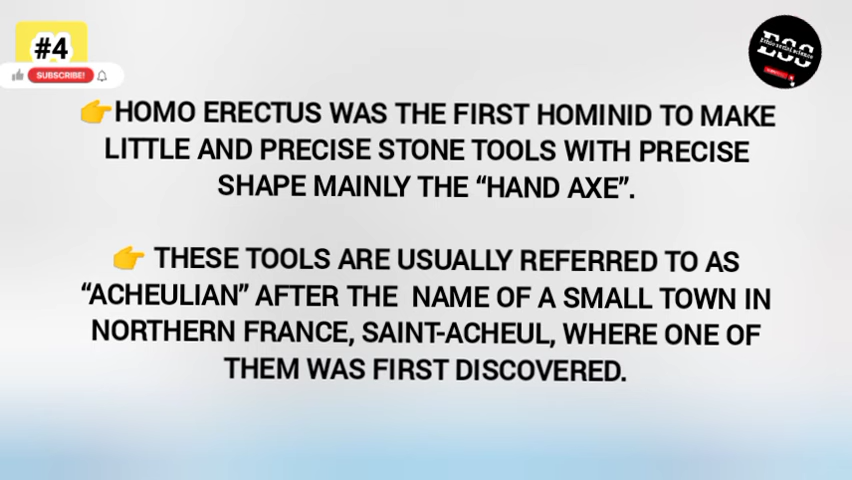 #4
SUBSCRIBE!
ESS
👉HOMO ERECTUS WAS THE FIRST HOMINID TO MAKE
LITTLE AND PRECISE STONE TOOLS WITH PRECISE
SHAPE MAINLY THE “HAND AXE”.
👉 THESE TOOLS ARE USUALLY REFERRED TO AS
“ACHEULIAN” AFTER THE NAME OF A SMALL TOWN IN
NORTHERN FRANCE, SAINT-ACHEUL, WHERE ONE OF
THEM WAS FIRST DISCOVERED.